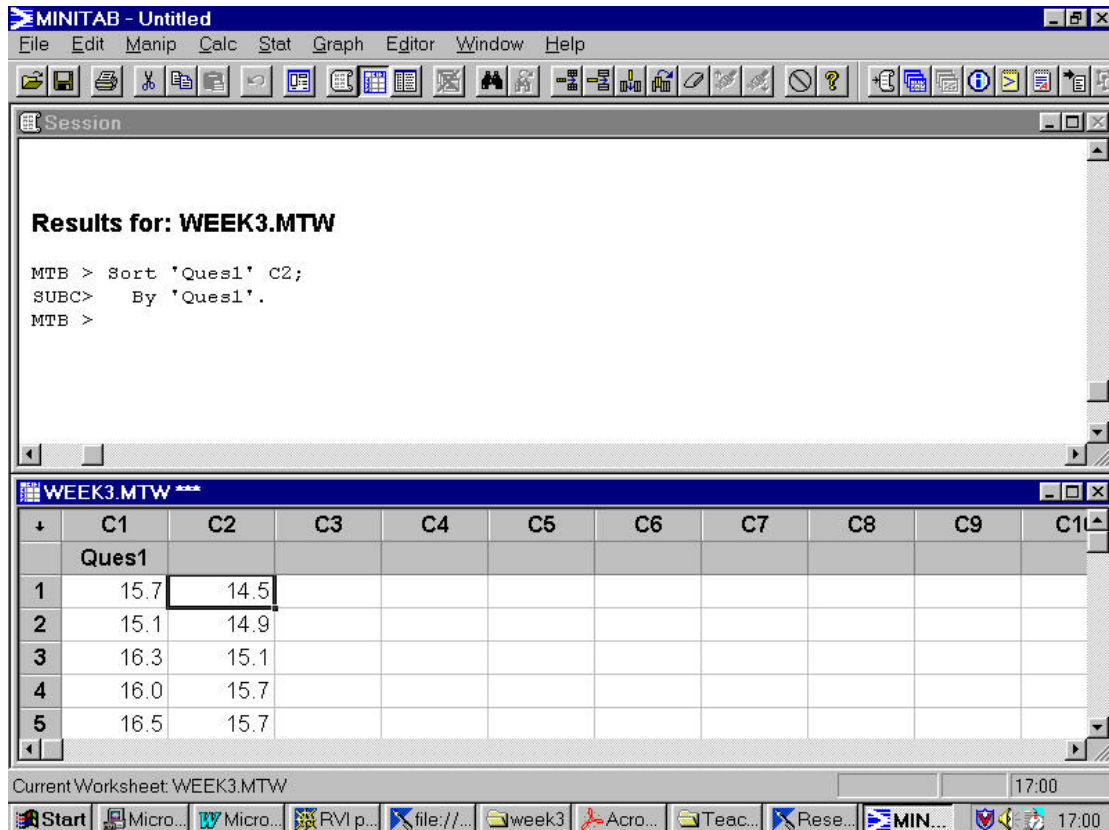 MINITAB - Untitled
File Edit Manip Calc Stat Graph Editor Window Help
Session
Results for: WEEK3.MTW
MTB > Sort 'Ques1' C2;
SUBC> By 'Ques1'.
MTB >
WEEK3.MTW ***
C1 C2 C3 C4 C5 C6 C7 C8 C9
Ques1
1 15.7 14.5
2 15.1 14.9
3 16.3 15.1
4 16.0 15.7
5 16.5 15.7
Current Worksheet: WEEK3.MTW 17:00
Start Micro... Micro... RVI p... file://... week3 Acro... Teac... Rese... MIN... 17:00